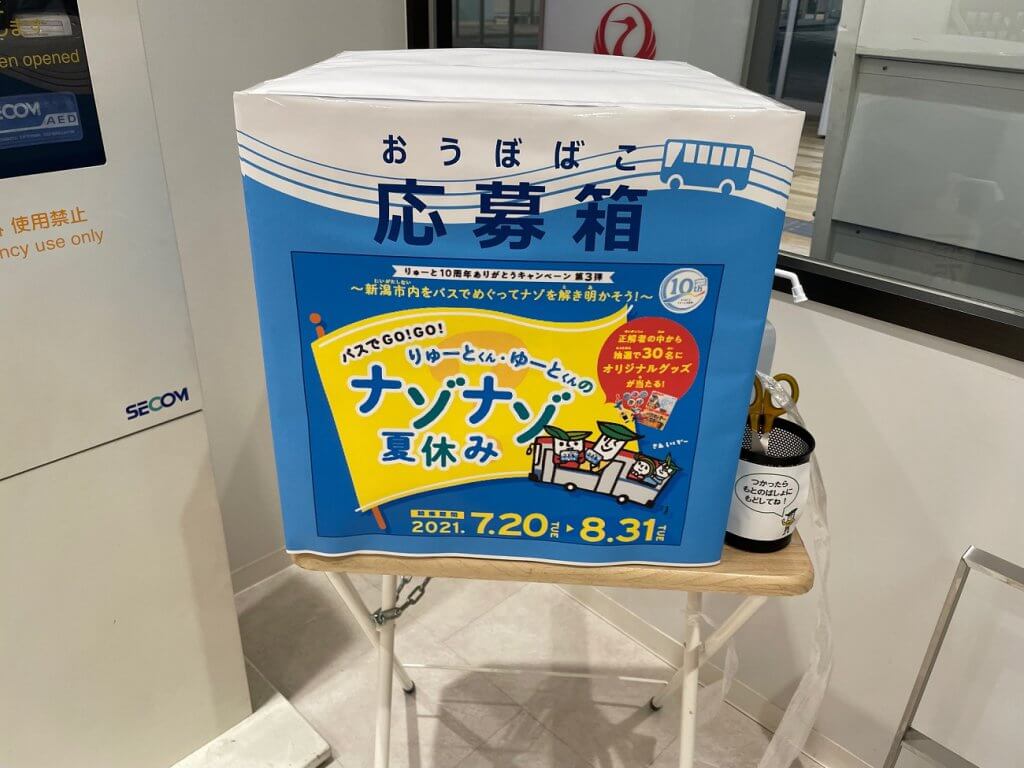 en opened
SECOM
AED
使用禁止
ncy use only
SECOM
おうぼばこ
応募箱
りゅーと10周年ありがとうキャンペーン 第3弾
～新潟市内をバスでめぐってナゾを解き明かそう!～
10th
バスでGO!GO!
りゅーとくん・ゆーとくんの
ナゾナゾ
夏休み
正解者の中から
抽選で30名に
オリジナルグッズ
が当たる!
開催期間
2021. 7.20 TUE 8.31 TUE
つかったら
もとのばしょに
もどしてね!